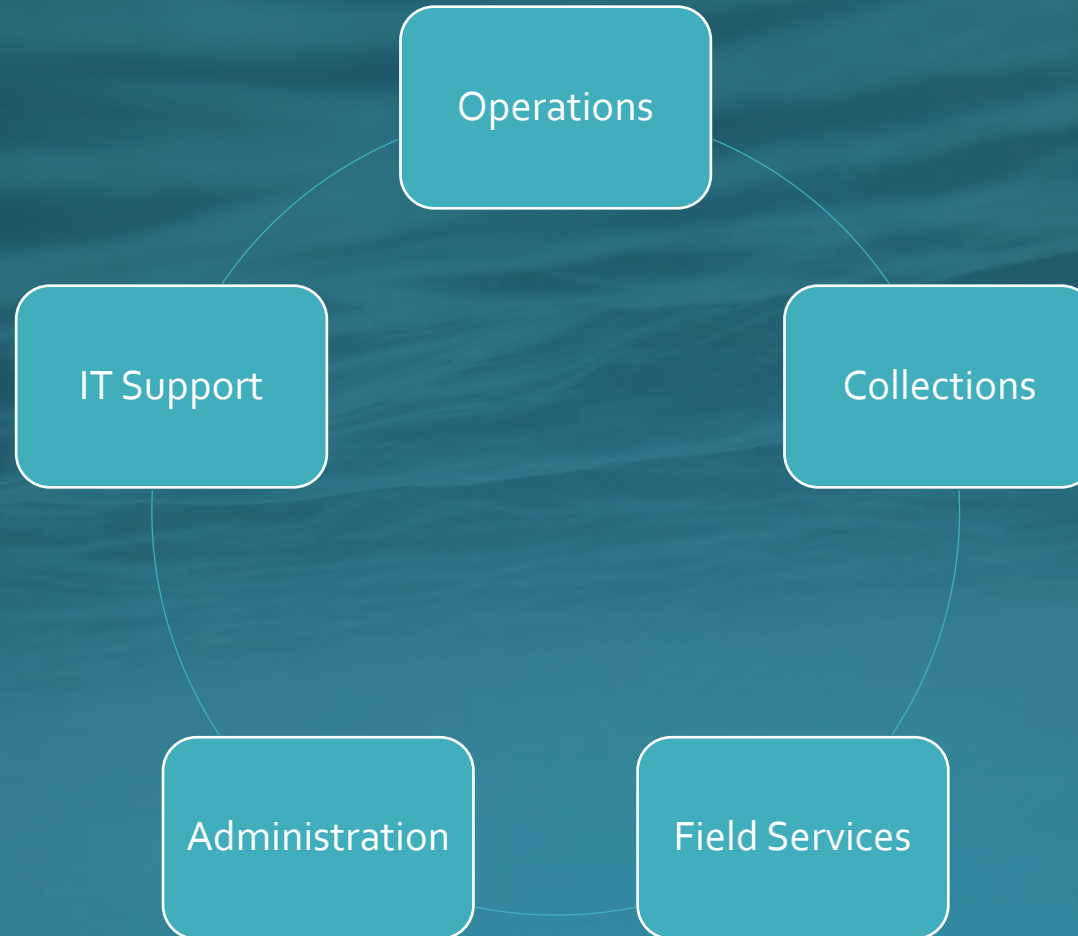 Operations
IT Support
Collections
Administration
Field Services